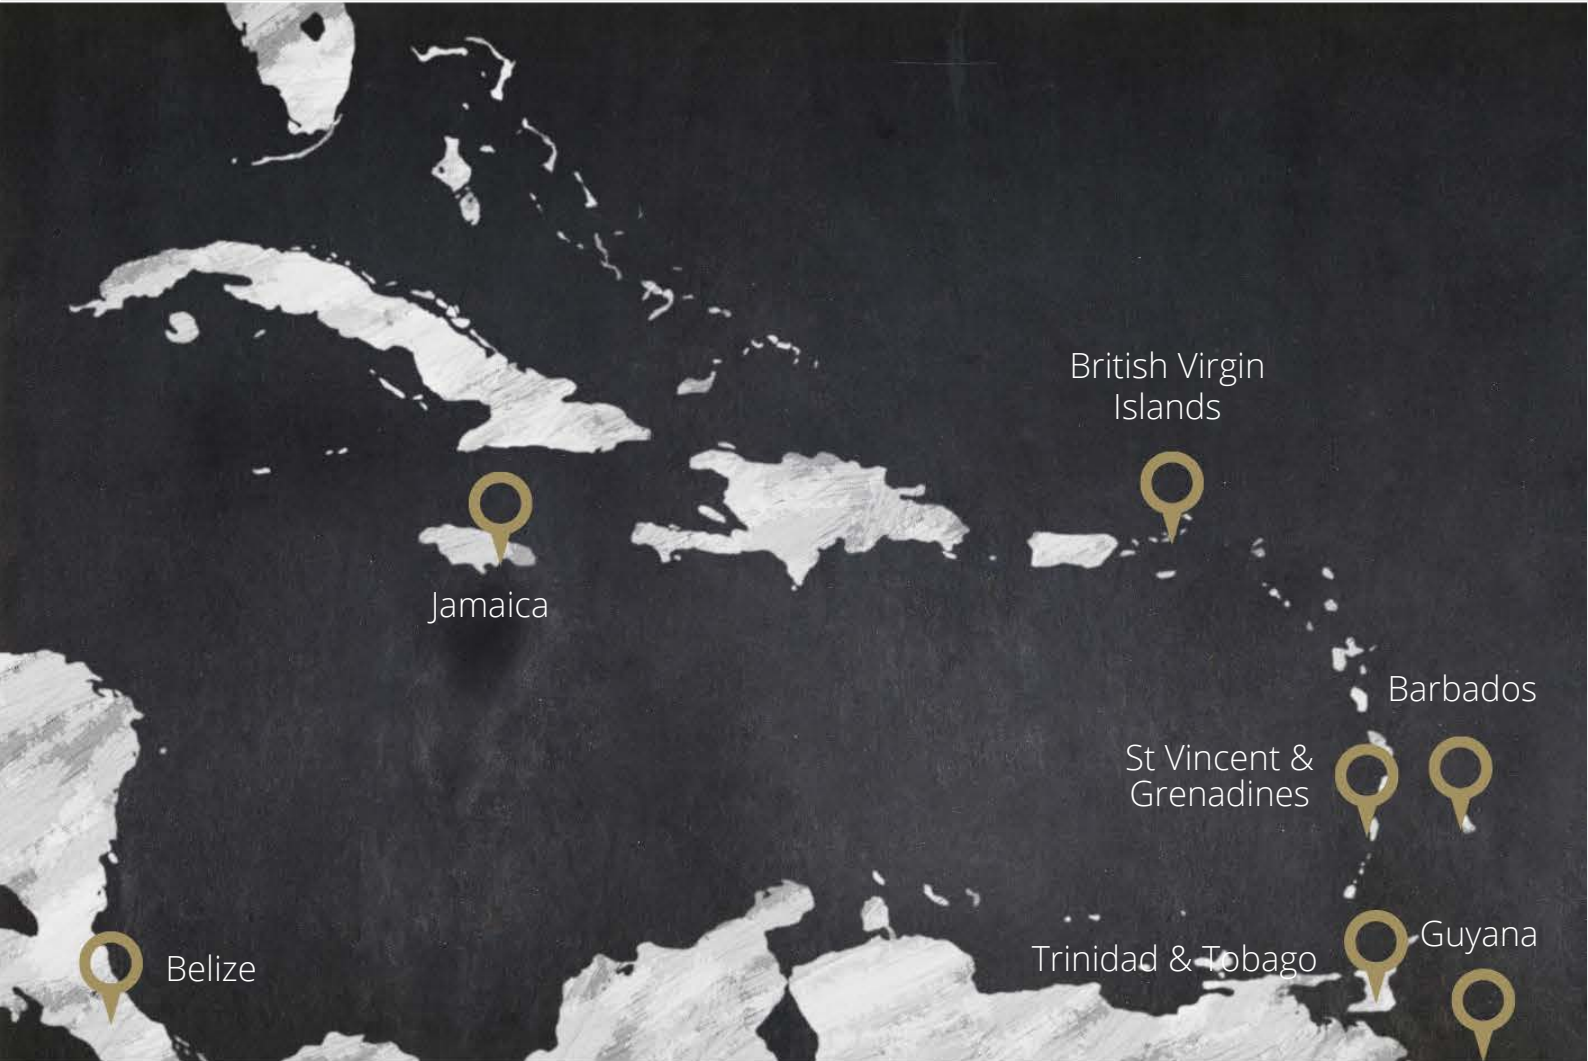 British Virgin
Islands
Jamaica
Barbados
St Vincent &
Grenadines
Guyana
Trinidad & Tobago
Belize